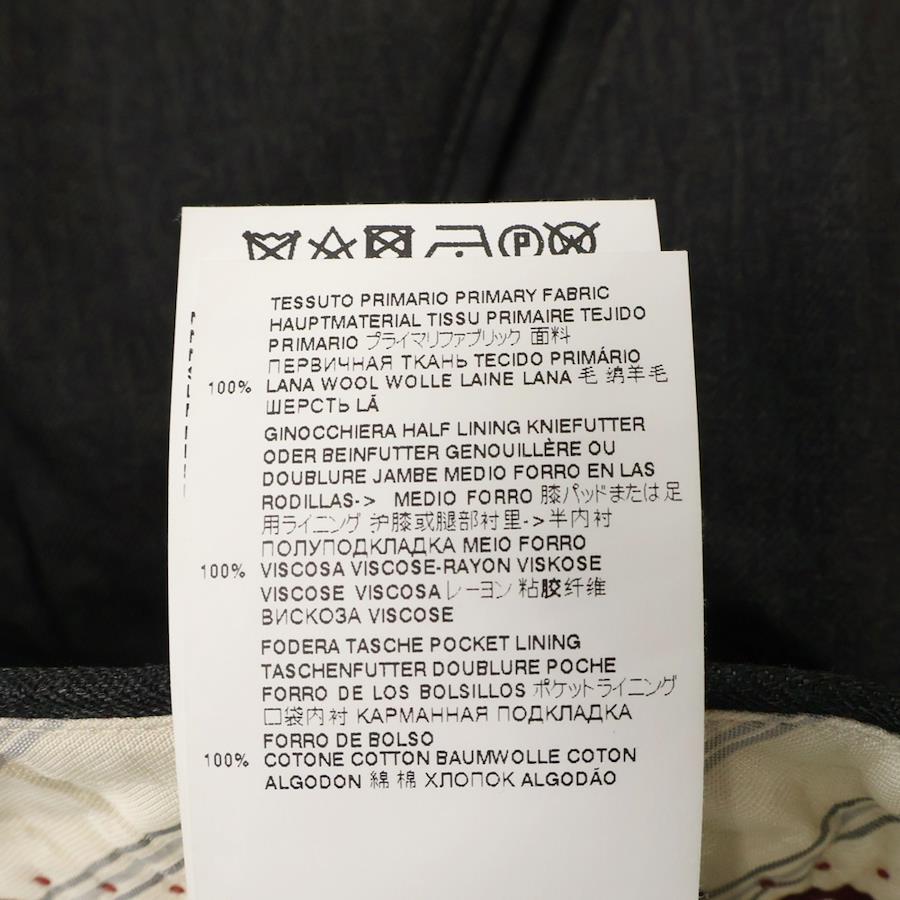 TESSUTO PRIMARIO PRIMARY FABRIC
HAUPTMATERIAL TISSU PRIMAIRE TEJIDO
PRIMARIO プライマリファブリック 面料
ПЕРВИЧНАЯ ТКАНЬ TECIDO PRIMÁRIO
100% LANA WOOL WOLLE LAINE LANA 毛 绵羊毛
ШЕРСТЬ LÃ
GINOCCHIERA HALF LINING KNIEFUTTER
ODER BEINFUTTER GENOUILLÈRE OU
DOUBLURE JAMBE MEDIO FORRO EN LAS
RODILLAS-> MEDIO FORRO 膝パッドまたは足
用ライニング 护膝或腿部衬里->半内衬
ПОЛУПОДКЛАДКА MEIO FORRO
100% VISCOSA VISCOSE-RAYON VISKOSE
VISCOSE VISCOSA レーヨン 粘胶纤维
ВИСКОЗА VISCOSE
FODERA TASCHE POCKET LINING
TASCHENFUTTER DOUBLURE POCHE
FORRO DE LOS BOLSILLOS ポケットライニング
口袋内衬 КАРМАННАЯ ПОДКЛАДКА
FORRO DE BOLSO
100% COTONE COTTON BAUMWOLLE COTON
ALGODON 綿 棉 ХЛОПОК ALGODÃO